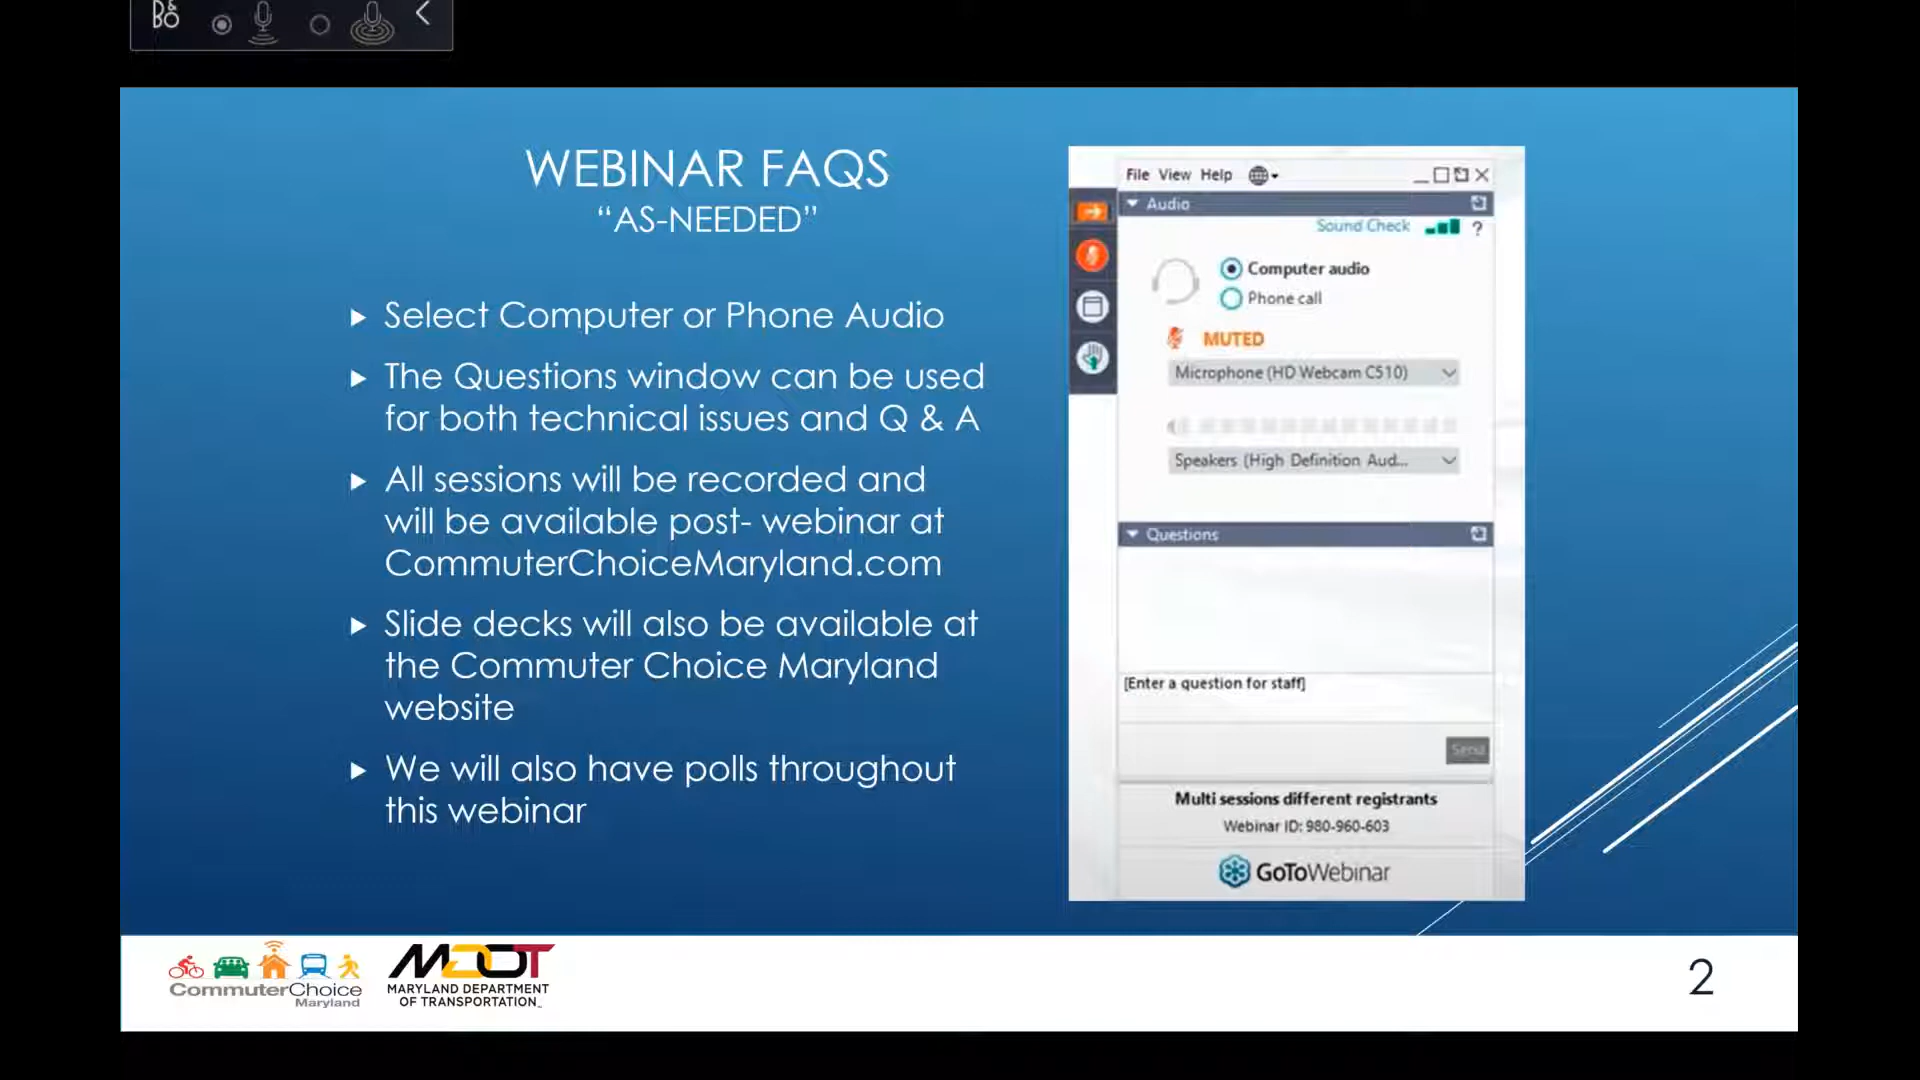 B&O
WEBINAR FAQS
“AS-NEEDED”
Select Computer or Phone Audio
The Questions window can be used
for both technical issues and Q & A
All sessions will be recorded and
will be available post- webinar at
CommuterChoiceMaryland.com
Slide decks will also be available at
the Commuter Choice Maryland
website
We will also have polls throughout
this webinar
File View Help
Audio
Sound Check ?
Computer audio
Phone call
MUTED
Microphone (HD Webcam C510)
Speakers (High Definition Aud...
Questions
[Enter a question for staff]
Send
Multi sessions different registrants
Webinar ID: 980-960-603
GoToWebinar
CommuterChoice
Maryland
MDOT
MARYLAND DEPARTMENT
OF TRANSPORTATION
2